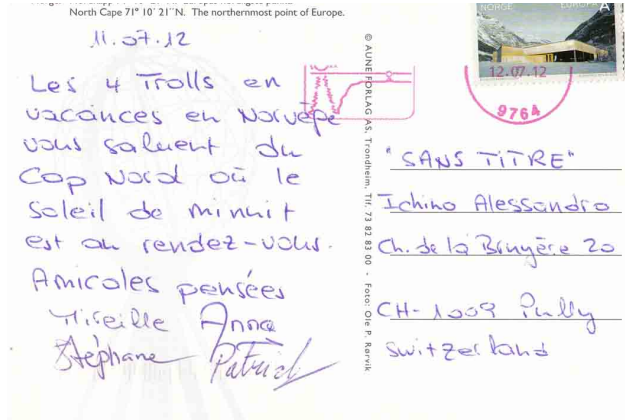 North Cape 71° 10' 21"N. The northernmost point of Europe.
11.07.12
Les 4 Trolls en
vacances en Norvège
vous saluent du
Cap Nord où le
soleil de minuit
est au rendez-vous.
Amicales pensées
Mireille Anna
Stéphane Patrick
© AUNE FORLAG AS, Trondheim, Tlf. 73 82 83 00 • Foto: Ole P. Rørvik
NORGE EUROPA A
12.07.12
9764
"SANS TITRE"
Ichino Alessandro
Ch. de la Bruyère 20
CH-1009 Pully
Switzerland